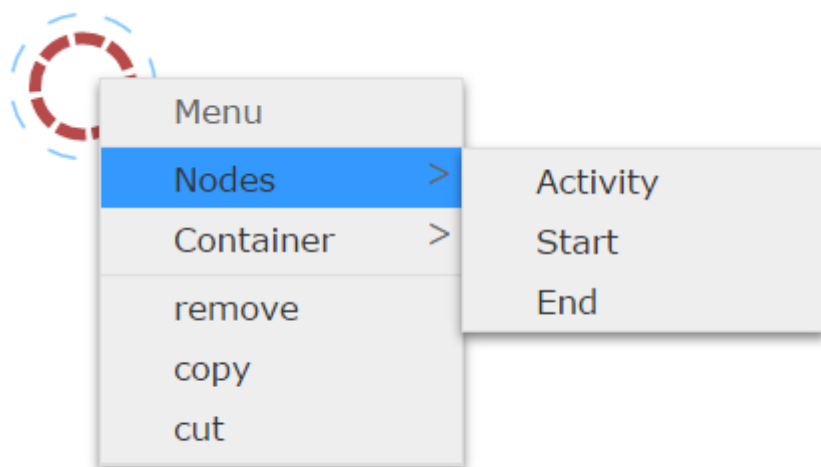 Menu
Nodes >
Container >
remove
copy
cut
Activity
Start
End